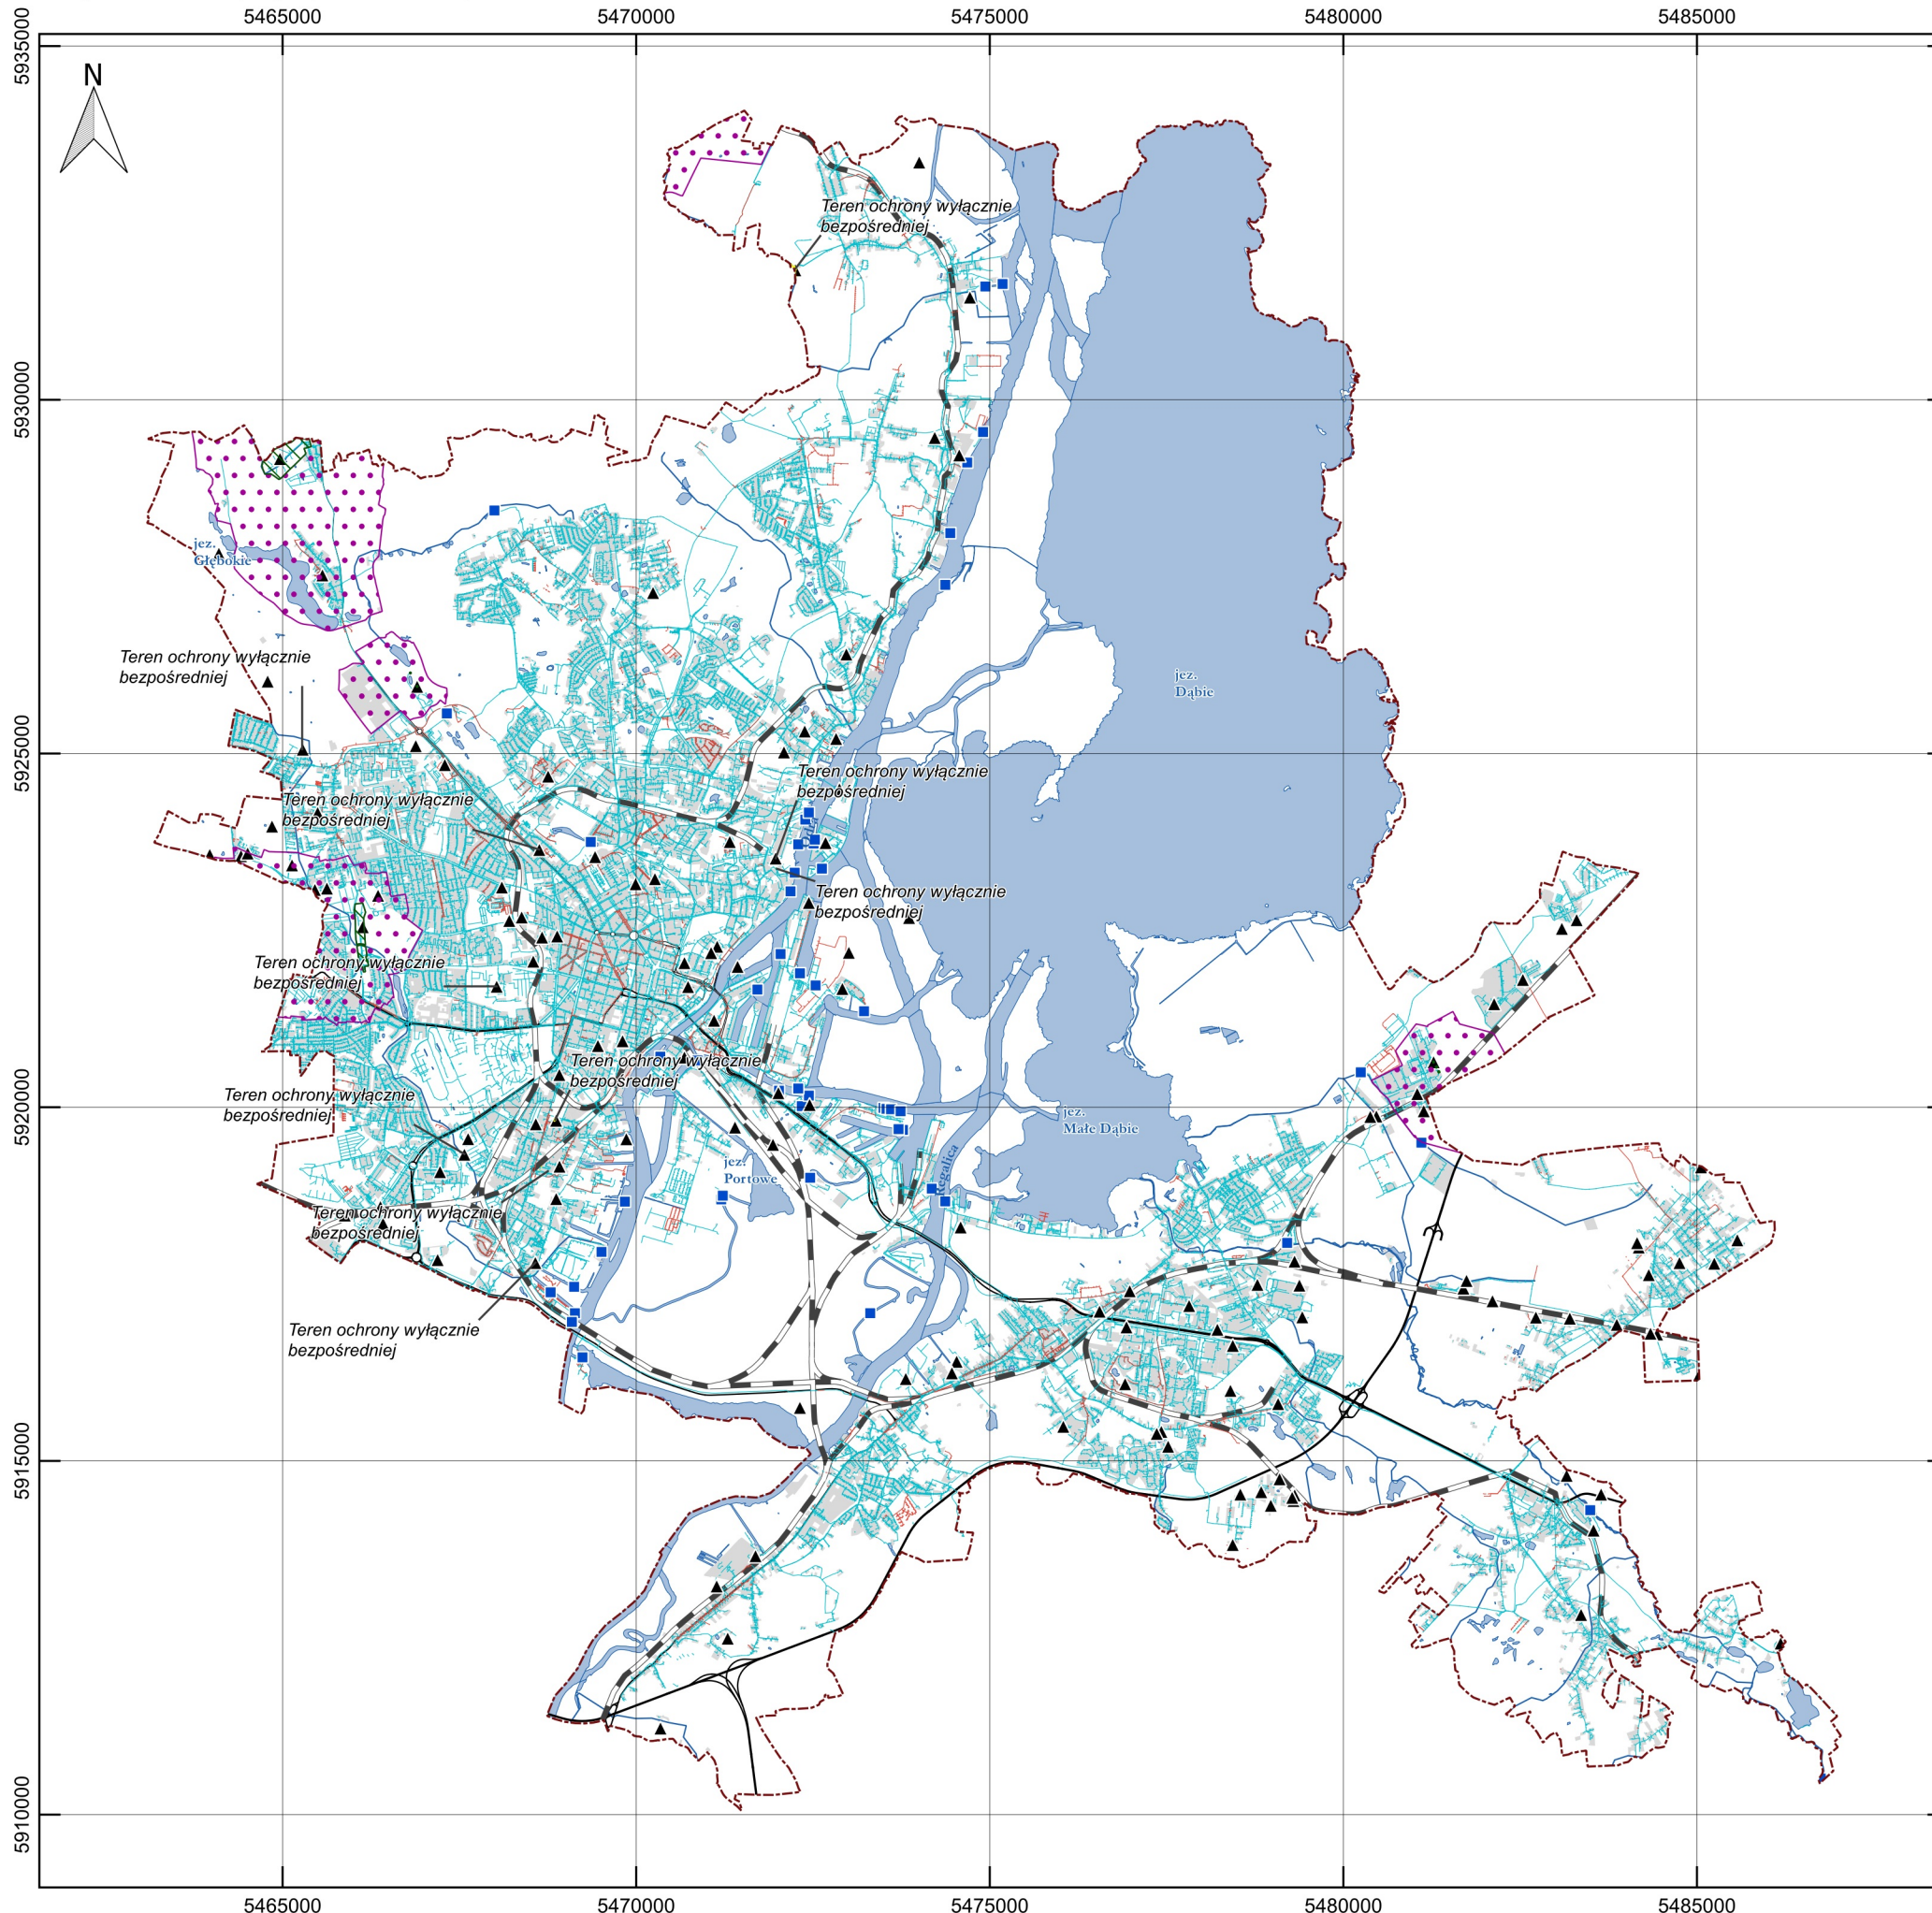 5465000
5470000
5475000
5480000
5485000
5935000
N
Teren ochrony wyłącznie
bezpośredniej
5930000
jez.
Głębokie
Teren ochrony wyłącznie
bezpośredniej
jez.
Dąbie
5925000
Teren ochrony wyłącznie
bezpośredniej
Teren ochrony wyłącznie
bezpośredniej
Teren ochrony wyłącznie
bezpośredniej
Teren ochrony wyłącznie
bezpośredniej
Teren ochrony wyłącznie
bezpośredniej
Teren ochrony wyłącznie
bezpośredniej
5920000
jez.
Małe Dąbie
jez.
Portowe
Regalica
Teren ochrony wyłącznie
bezpośredniej
Teren ochrony wyłącznie
bezpośredniej
5915000
5910000
5465000
5470000
5475000
5480000
5485000